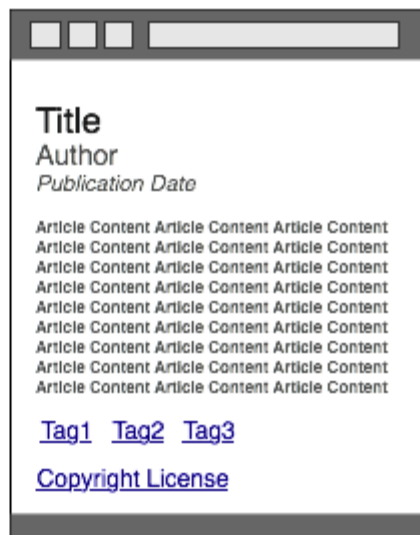 Title
Author
Publication Date
Article Content Article Content Article Content
Article Content Article Content Article Content
Article Content Article Content Article Content
Article Content Article Content Article Content
Article Content Article Content Article Content
Article Content Article Content Article Content
Article Content Article Content Article Content
Article Content Article Content Article Content
Article Content Article Content Article Content
Tag1 Tag2 Tag3
Copyright License